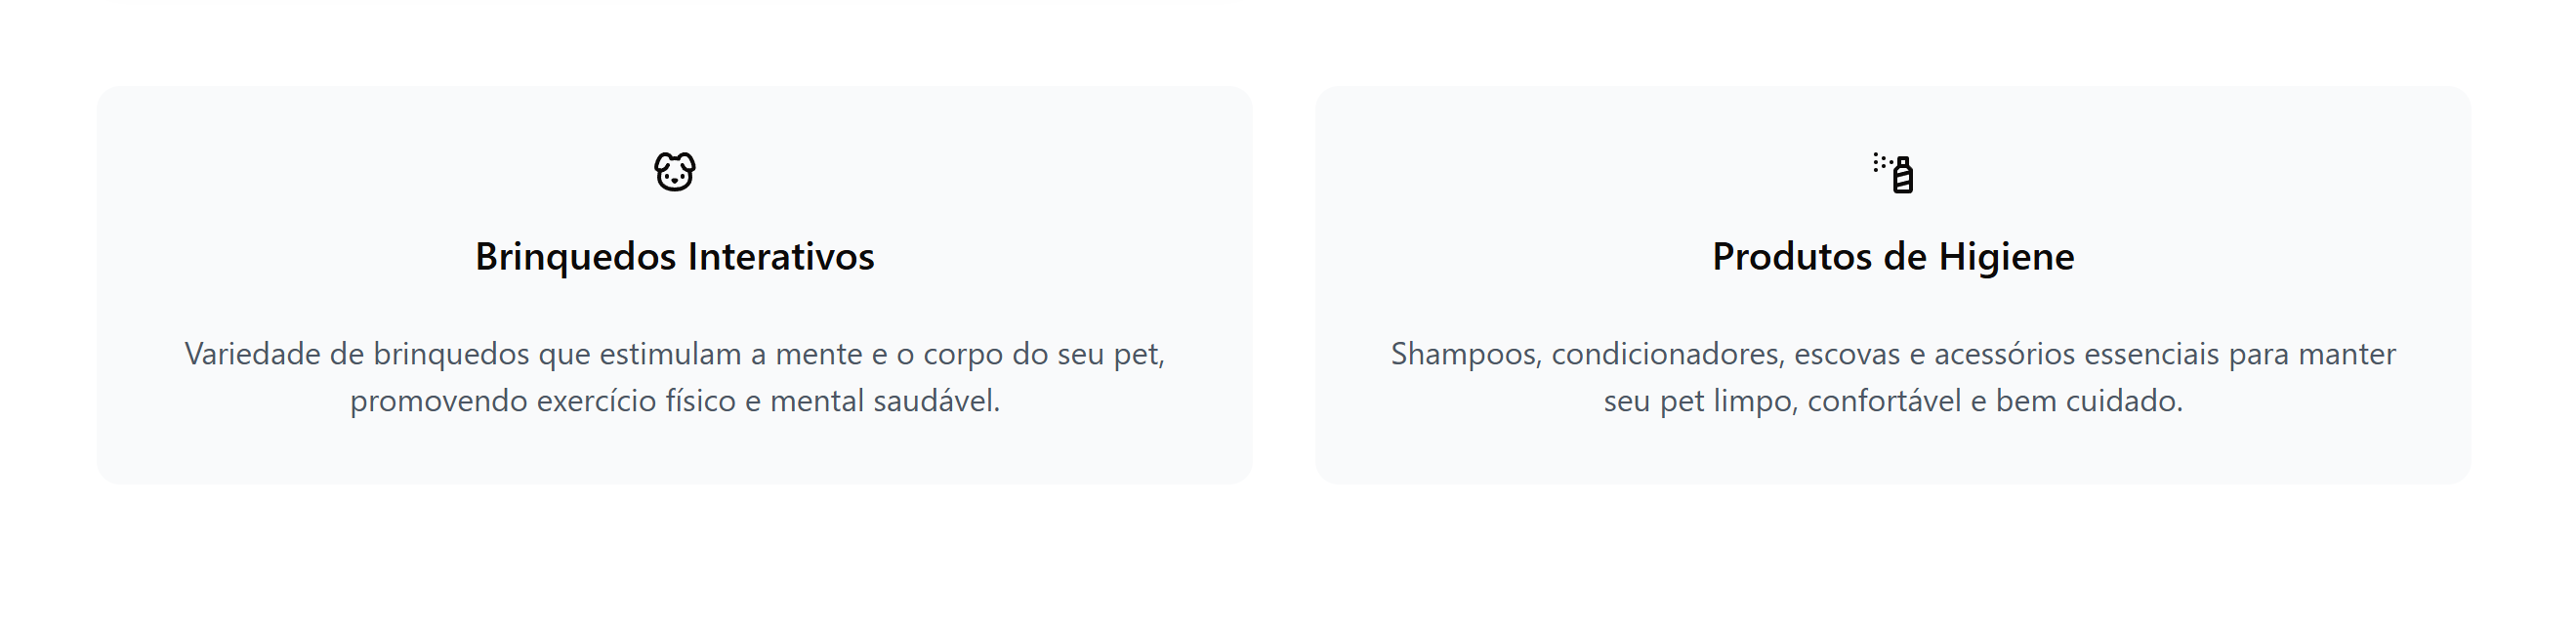 Brinquedos Interativos
Variedade de brinquedos que estimulam a mente e o corpo do seu pet,
promovendo exercício físico e mental saudável.
Produtos de Higiene
Shampoos, condicionadores, escovas e acessórios essenciais para manter
seu pet limpo, confortável e bem cuidado.